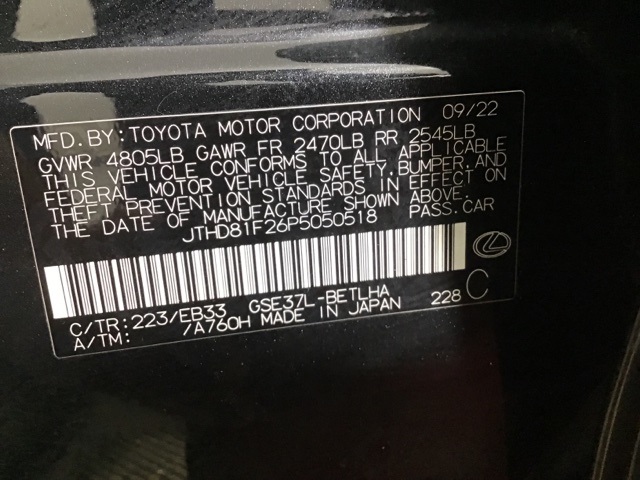 MFD.BY:TOYOTA MOTOR CORPORATION 09/22
GVWR 4805LB GAWR FR 2470LB RR 2545LB
THIS VEHICLE CONFORMS TO ALL APPLICABLE
FEDERAL MOTOR VEHICLE SAFETY,BUMPER,AND
THEFT PREVENTION STANDARDS IN EFFECT ON
THE DATE OF MANUFACTURE SHOWN ABOVE.
JTHD81F26P5050518 PASS.CAR
C/TR:223/EB33 GSE37L-BETLHA 228 C
A/TM: /A760H MADE IN JAPAN